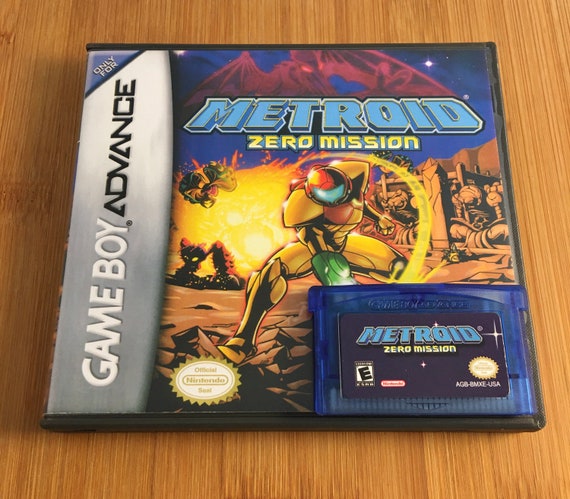 ONLY
FOR
GAME BOY ADVANCE
METROID®
ZERO MISSION
Official
Nintendo
Seal
GAME BOY ADVANCE
METROID®
ZERO MISSION
E
Nintendo
AGB-BMXE-USA